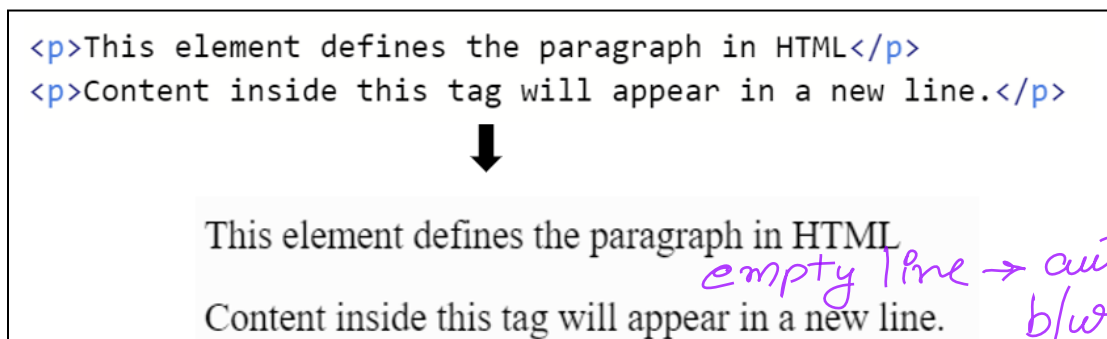 <p>This element defines the paragraph in HTML</p>
<p>Content inside this tag will appear in a new line.</p>
This element defines the paragraph in HTML
empty line →
Content inside this tag will appear in a new line.